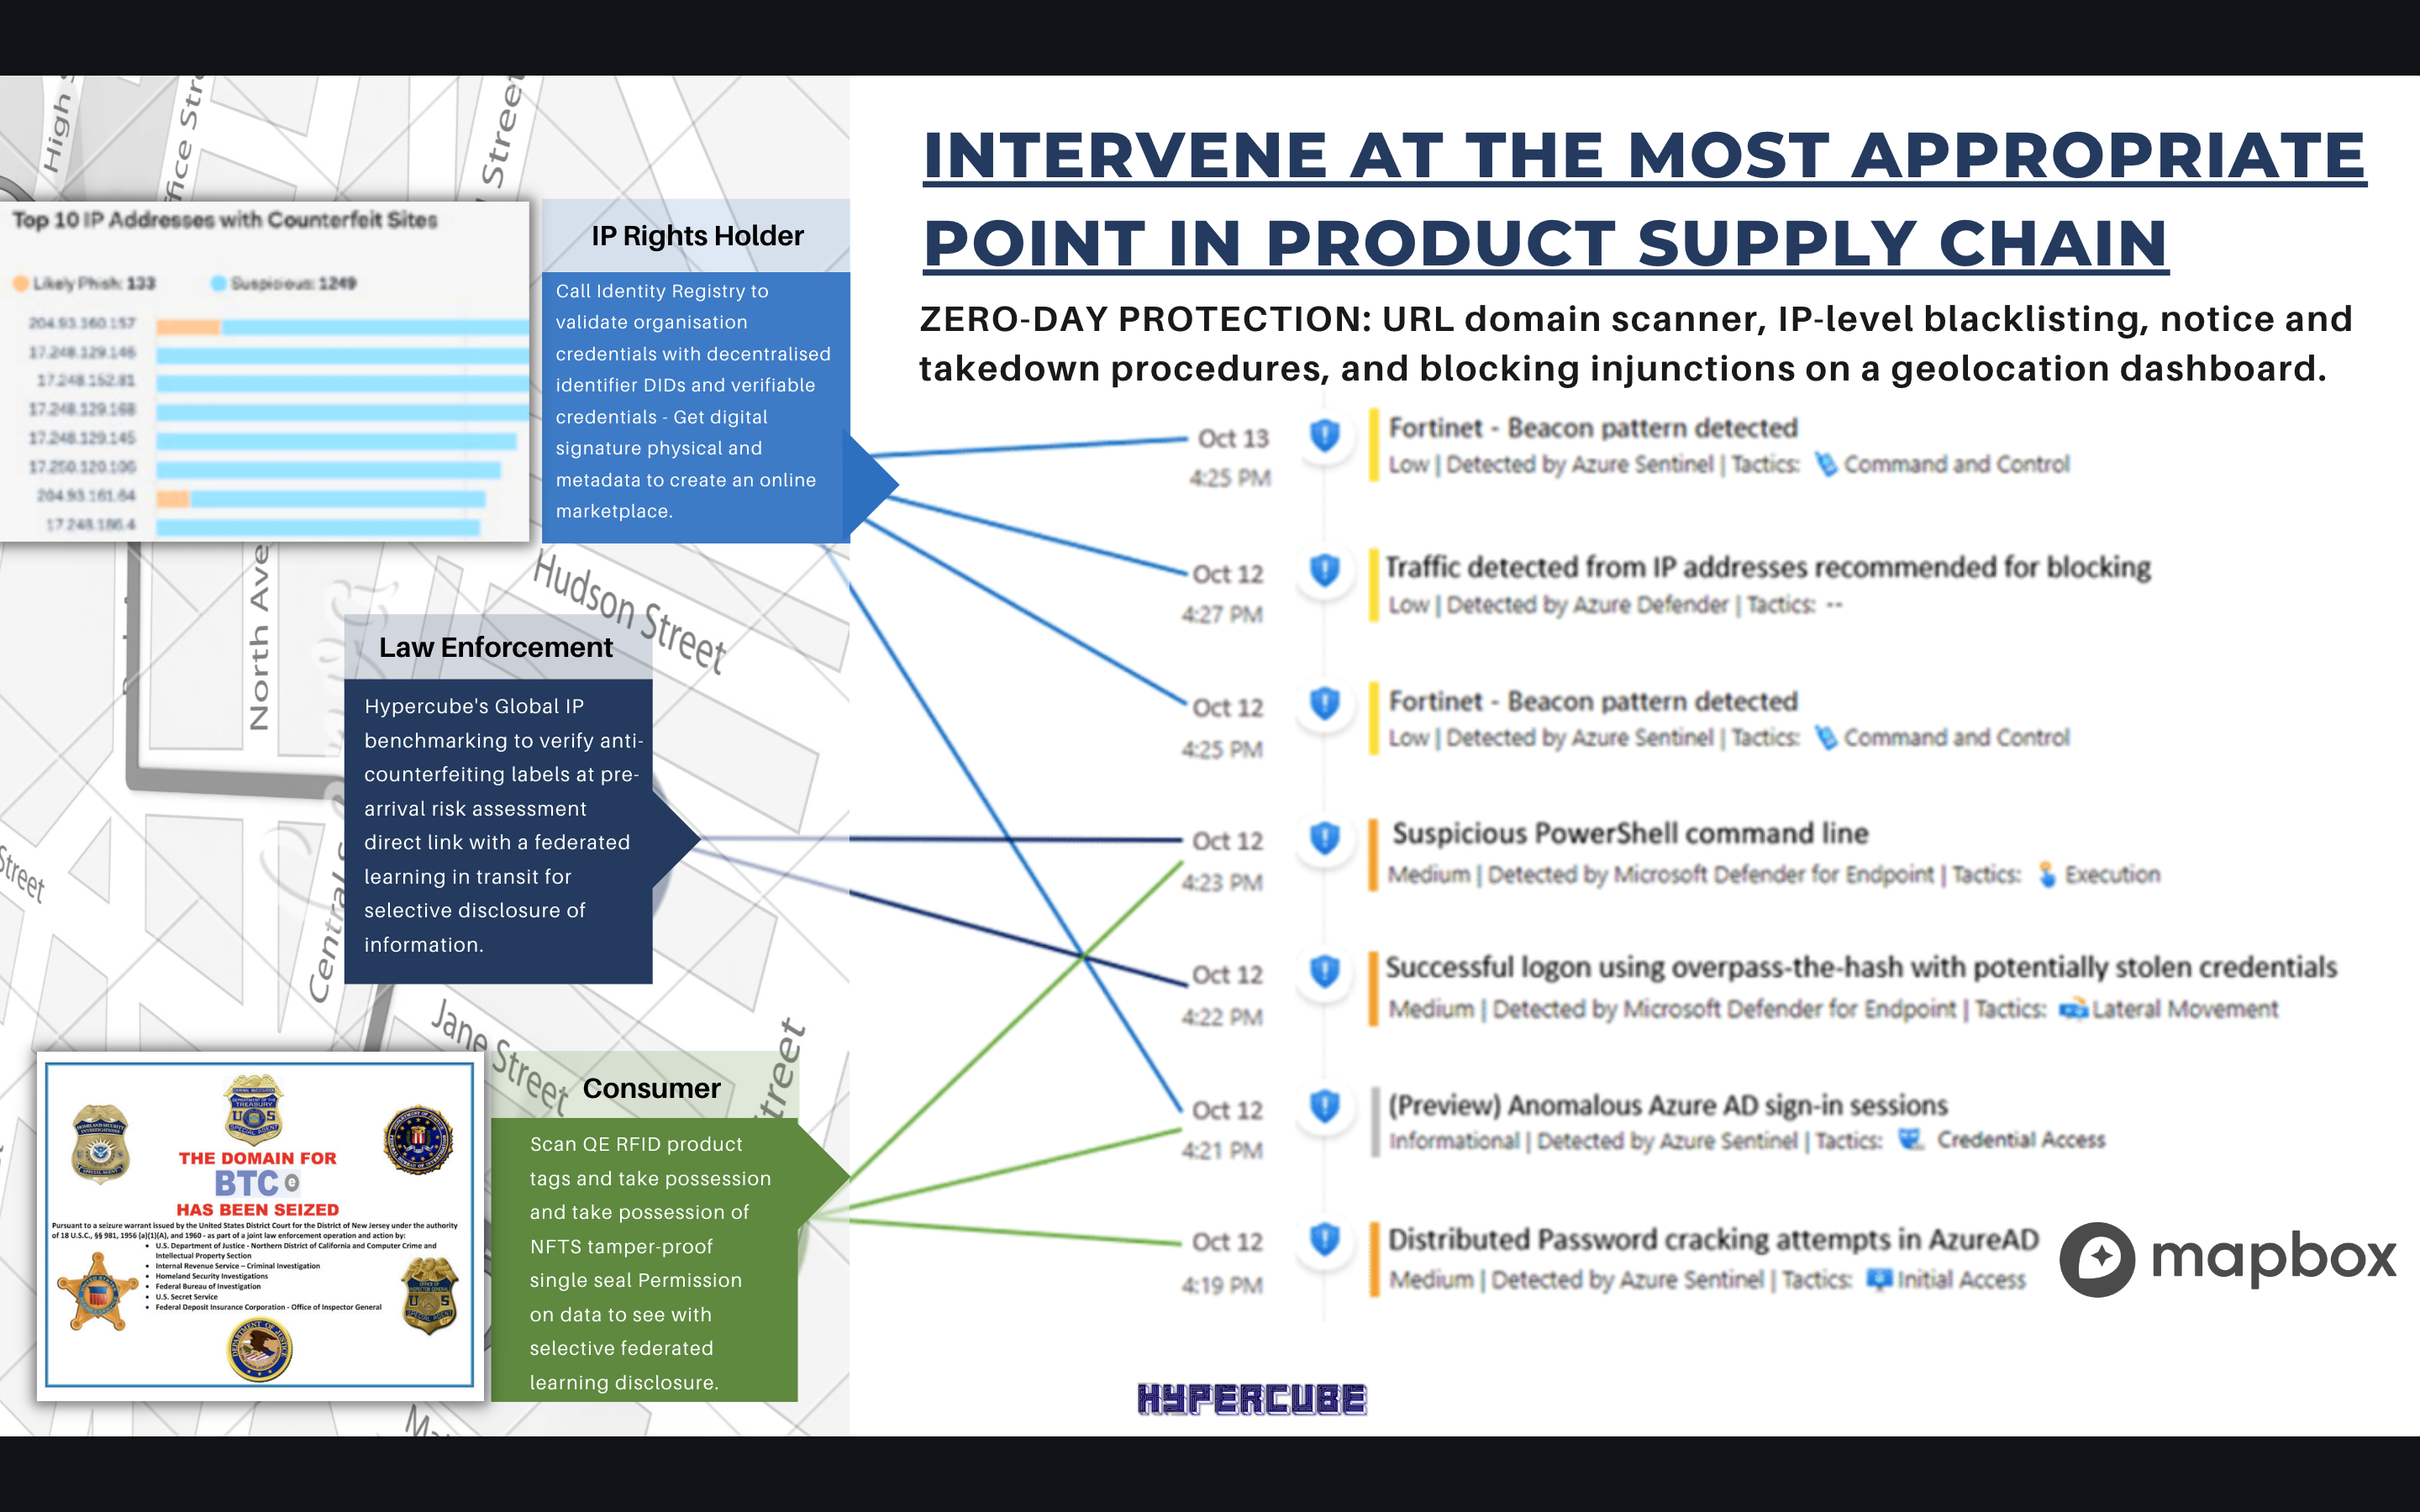 INTERVENE AT THE MOST APPROPRIATE
POINT IN PRODUCT SUPPLY CHAIN
ZERO-DAY PROTECTION: URL domain scanner, IP-level blacklisting, notice and
takedown procedures, and blocking injunctions on a geolocation dashboard.
High
Office Str
Street
Top 10 IP Addresses with Counterfeit Sites
Likely Phish: 133
Suspicious: 1249
204.93.160.157
17.248.129.146
17.248.152.81
17.248.129.168
17.248.129.145
17.250.120.106
204.93.161.64
17.248.186.4
IP Rights Holder
Call Identity Registry to
validate organisation
credentials with decentralised
identifier DIDs and verifiable
credentials - Get digital
signature physical and
metadata to create an online
marketplace.
Hudson Street
North Ave
Law Enforcement
Hypercube's Global IP
benchmarking to verify anti-
counterfeiting labels at pre-
arrival risk assessment
direct link with a federated
learning in transit for
selective disclosure of
information.
Street
Central S
Jane Street
treet
THE DOMAIN FOR
BTC e
HAS BEEN SEIZED
Pursuant to a seizure warrant issued by the United States District Court for the District of New Jersey under the authority
of 18 U.S.C., §§ 981, 1956 (a)(1)(A), and 1960 - as part of a joint law enforcement operation and action by:
• U.S. Department of Justice - Northern District of California and Computer Crime and
Intellectual Property Section
• Internal Revenue Service – Criminal Investigation
• Homeland Security Investigations
• Federal Bureau of Investigation
• U.S. Secret Service
• Federal Deposit Insurance Corporation - Office of Inspector General
Consumer
Scan QE RFID product
tags and take possession
and take possession of
NFTS tamper-proof
single seal Permission
on data to see with
selective federated
learning disclosure.
Oct 13
4:25 PM
Fortinet - Beacon pattern detected
Low | Detected by Azure Sentinel | Tactics: Command and Control
Oct 12
4:27 PM
Traffic detected from IP addresses recommended for blocking
Low | Detected by Azure Defender | Tactics: --
Oct 12
4:25 PM
Fortinet - Beacon pattern detected
Low | Detected by Azure Sentinel | Tactics: Command and Control
Oct 12
4:23 PM
Suspicious PowerShell command line
Medium | Detected by Microsoft Defender for Endpoint | Tactics: Execution
Oct 12
4:22 PM
Successful logon using overpass-the-hash with potentially stolen credentials
Medium | Detected by Microsoft Defender for Endpoint | Tactics: Lateral Movement
Oct 12
4:21 PM
(Preview) Anomalous Azure AD sign-in sessions
Informational | Detected by Azure Sentinel | Tactics: Credential Access
Oct 12
4:19 PM
Distributed Password cracking attempts in AzureAD
Medium | Detected by Azure Sentinel | Tactics: Initial Access
mapbox
HYPERCUBE